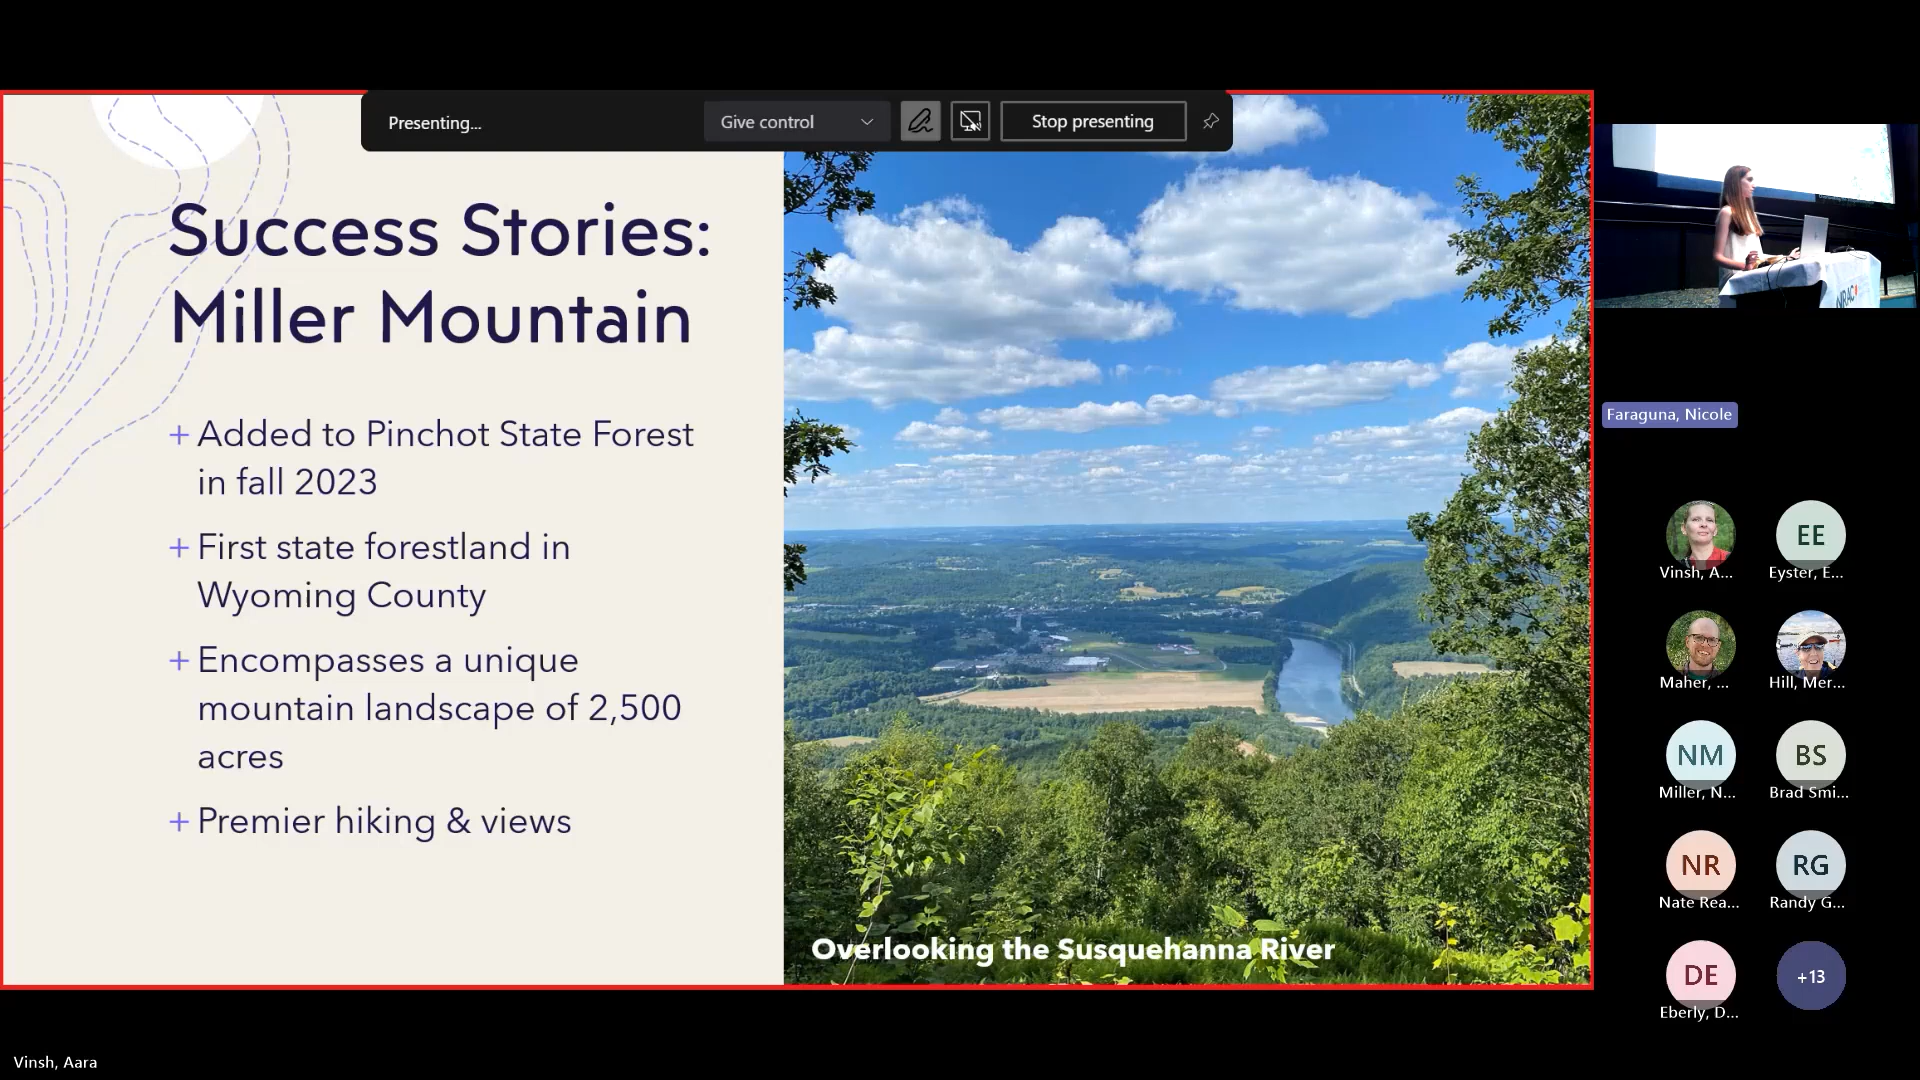 Presenting...
Give control
Stop presenting
Success Stories:
Miller Mountain
+ Added to Pinchot State Forest
in fall 2023
+ First state forestland in
Wyoming County
+ Encompasses a unique
mountain landscape of 2,500
acres
+ Premier hiking & views
Overlooking the Susquehanna River
Faraguna, Nicole
Vinsh, A...
EE
Eyster, E...
Maher, ...
Hill, Mer...
NM
Miller, N...
BS
Brad Smi...
NR
Nate Rea...
RG
Randy G...
DE
Eberly, D...
+13
Vinsh, Aara